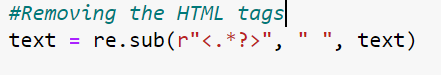 #Removing the HTML tags
text = re.sub(r"<.*?>", " ", text)